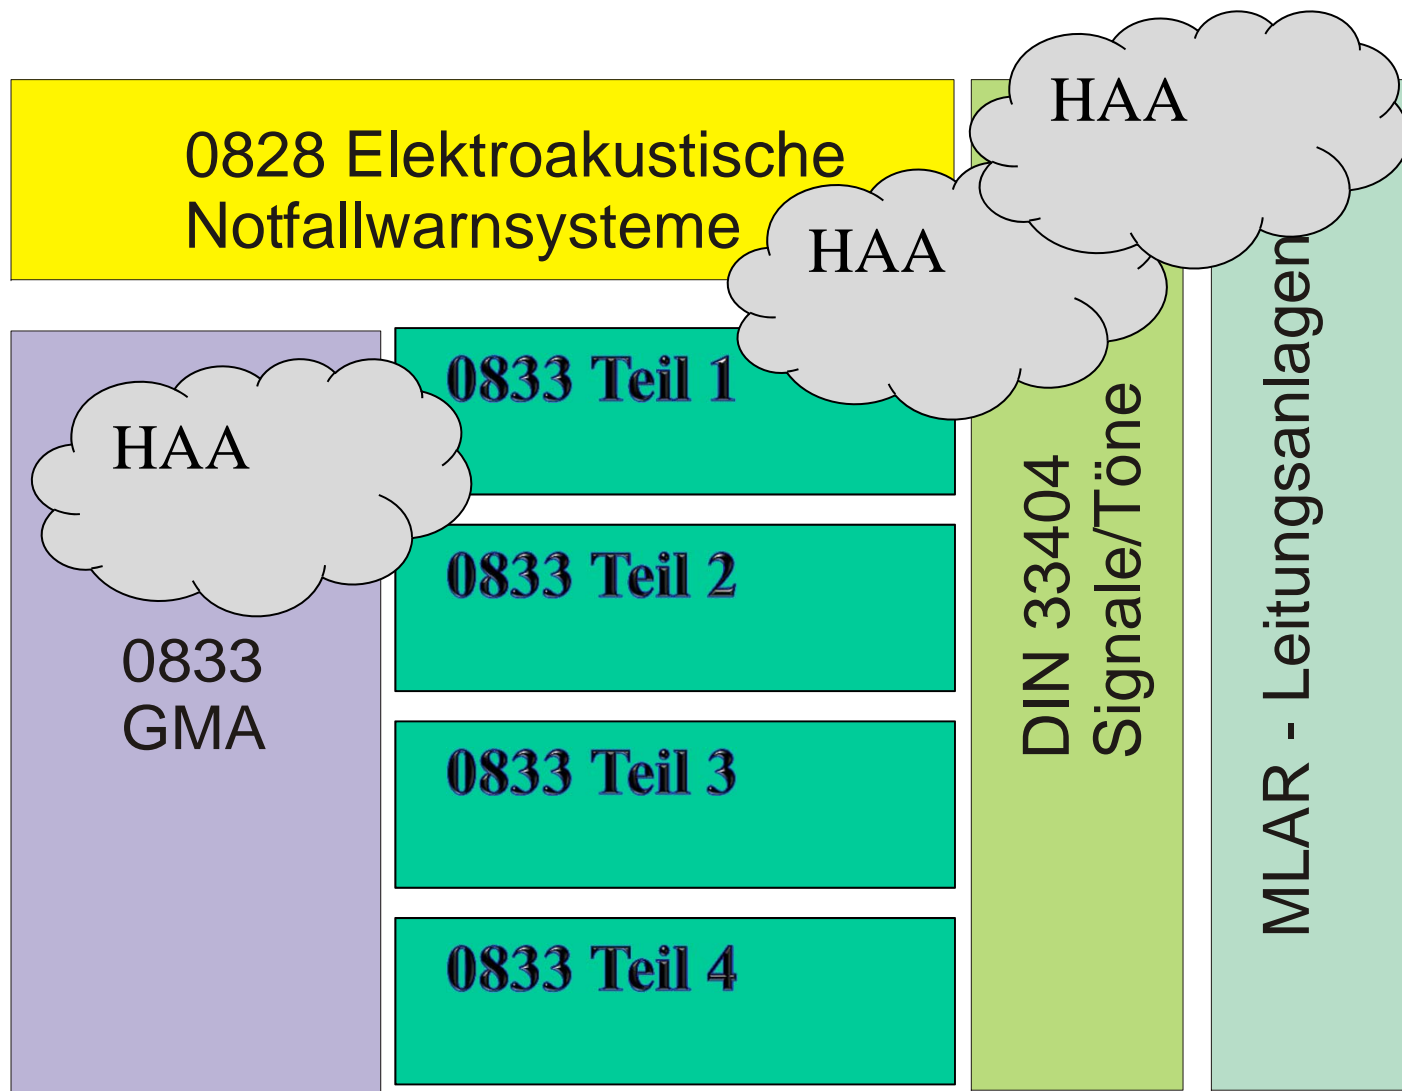 HAA
0828 Elektroakustische
Notfallwarnsysteme
HAA
HAA
0833
GMA
0833 Teil 1
0833 Teil 2
0833 Teil 3
0833 Teil 4
DIN 33404
Signale/Töne
MLAR - Leitungsanlagen